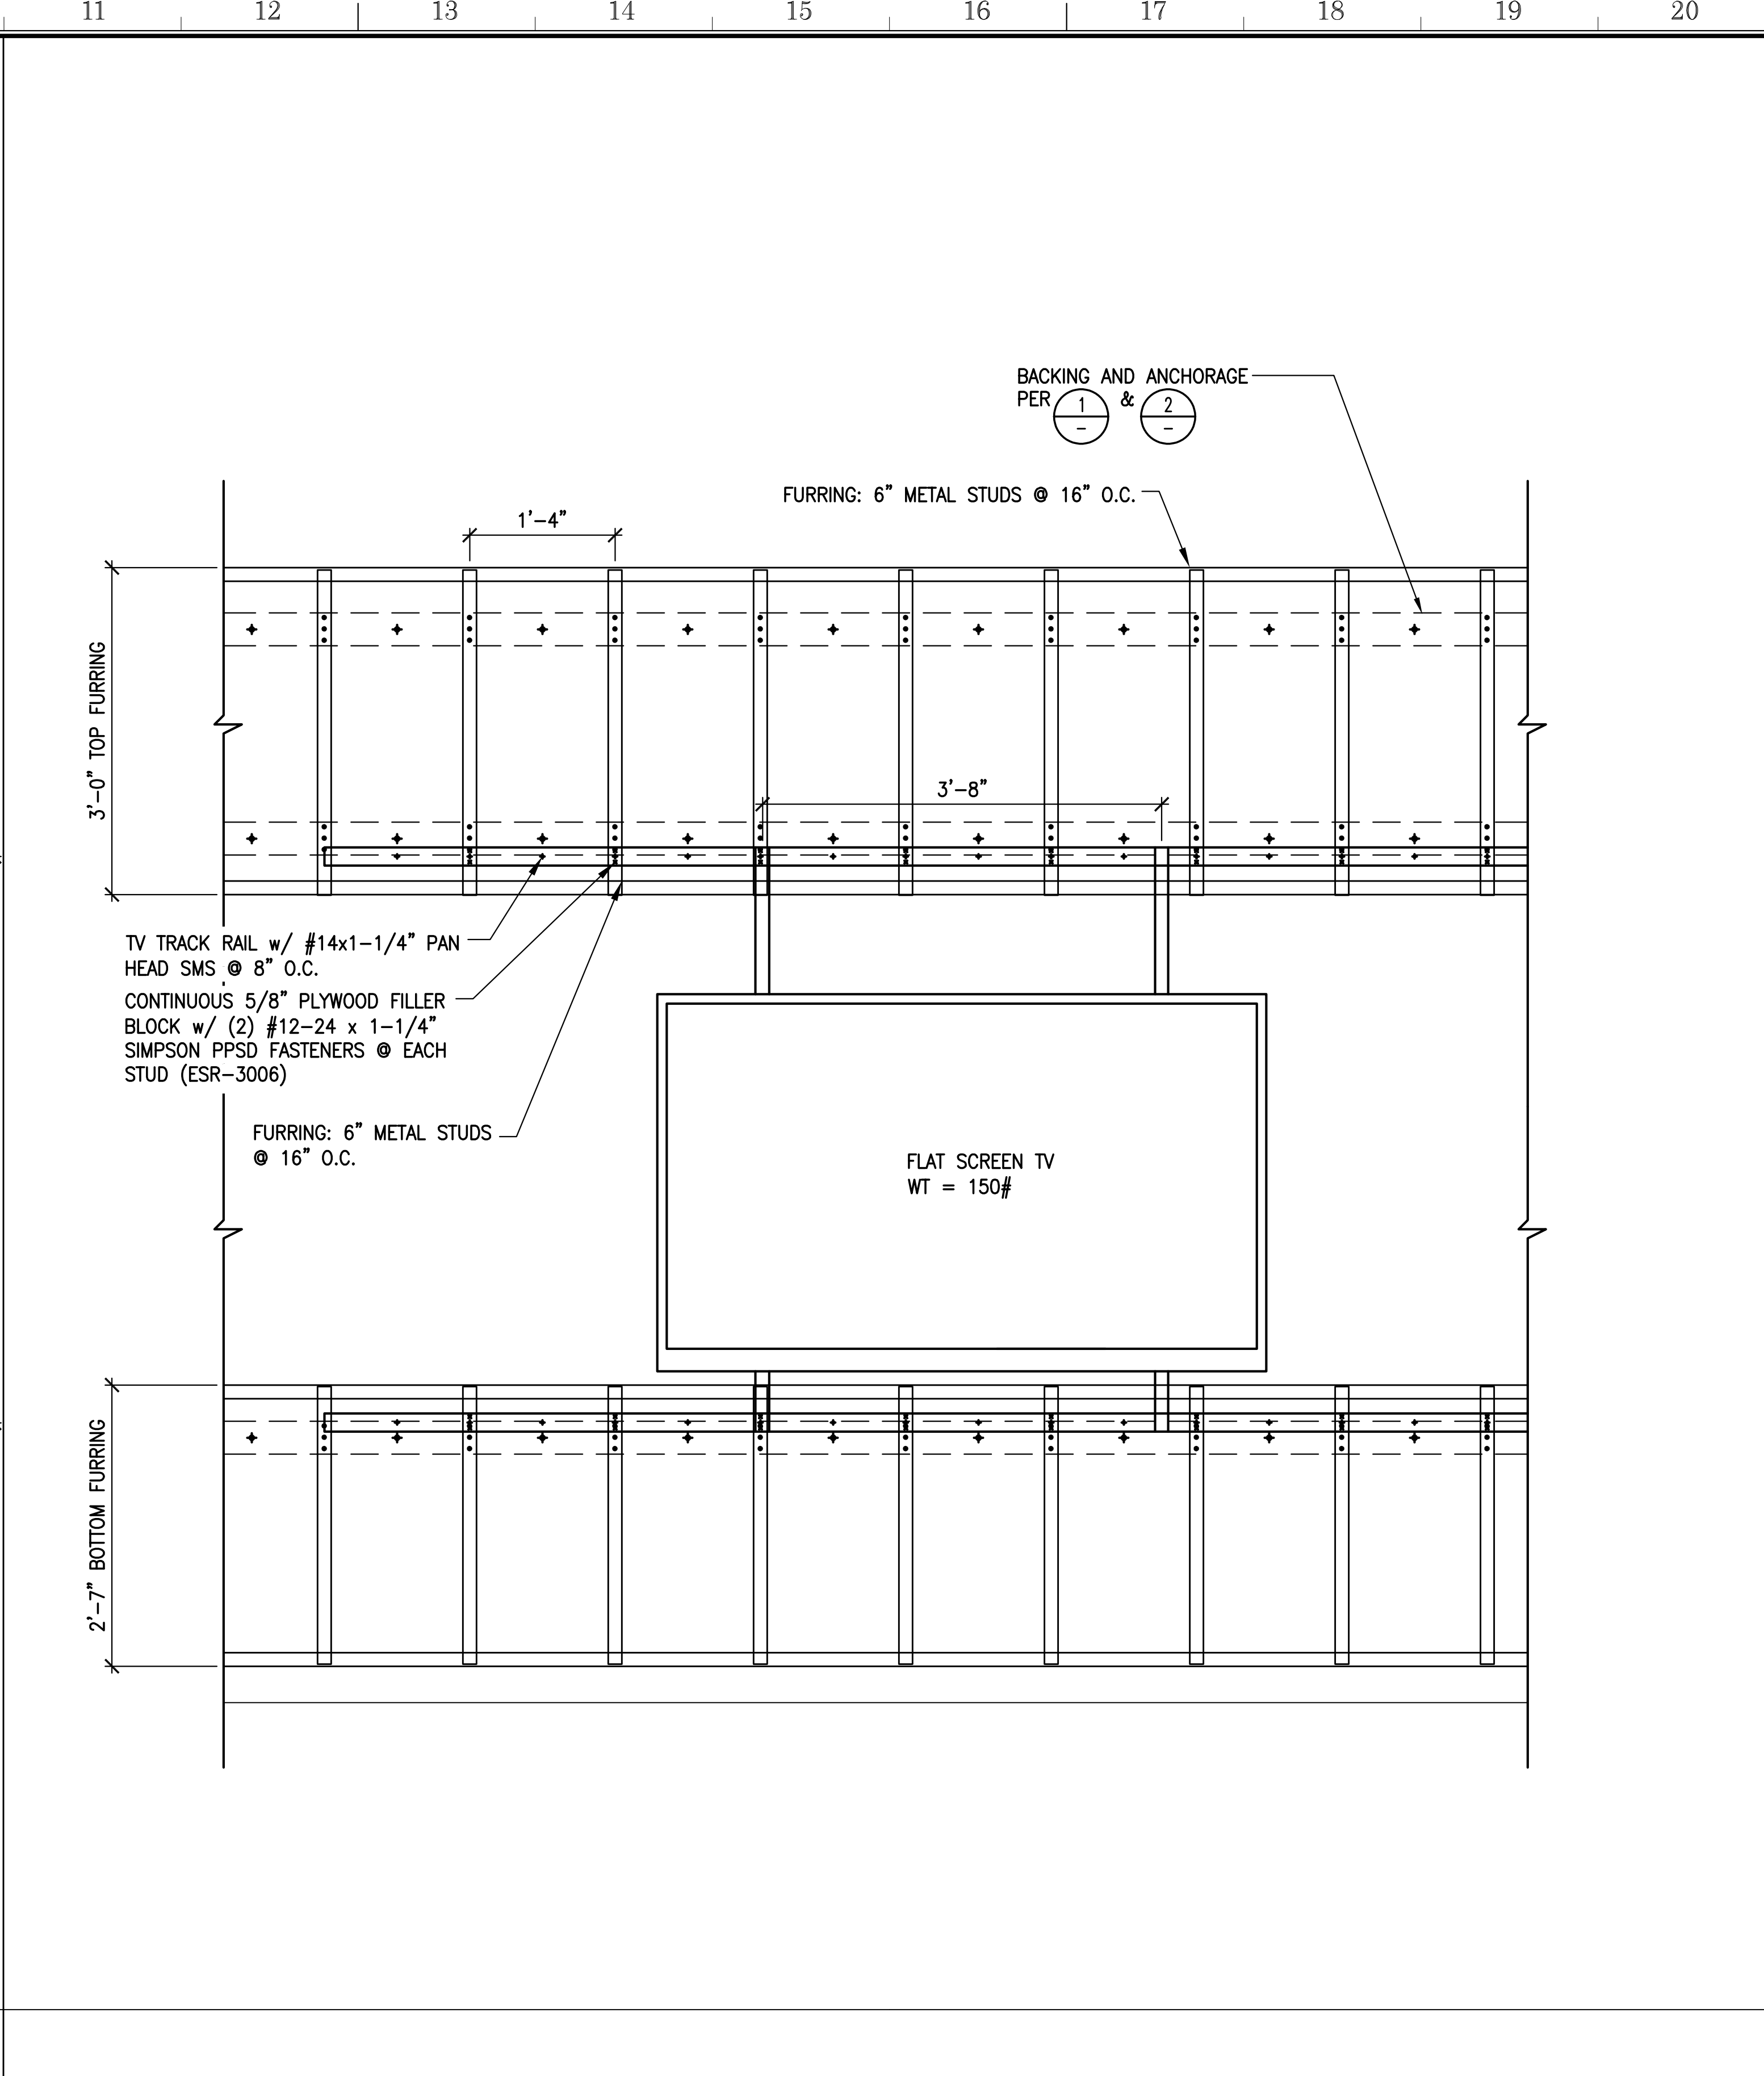 11 12 13 14 15 16 17 18 19 20
BACKING AND ANCHORAGE
PER 1 & 2
- -
FURRING: 6" METAL STUDS @ 16" O.C.
1'-4"
3'-0" TOP FURRING
3'-8"
TV TRACK RAIL w/ #14x1-1/4" PAN
HEAD SMS @ 8" O.C.
CONTINUOUS 5/8" PLYWOOD FILLER
BLOCK w/ (2) #12-24 x 1-1/4"
SIMPSON PPSD FASTENERS @ EACH
STUD (ESR-3006)
FURRING: 6" METAL STUDS
@ 16" O.C.
FLAT SCREEN TV
WT = 150#
2'-7" BOTTOM FURRING